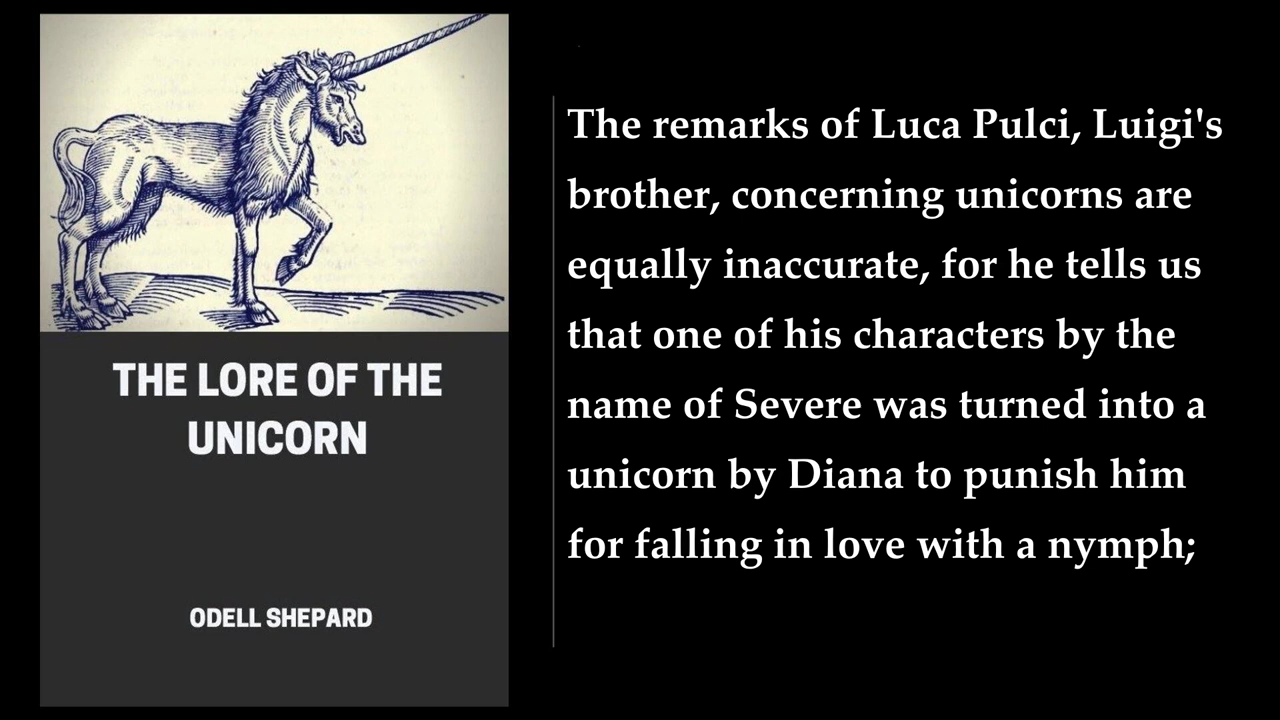 THE LORE OF THE
UNICORN
ODELL SHEPARD
The remarks of Luca Pulci, Luigi's
brother, concerning unicorns are
equally inaccurate, for he tells us
that one of his characters by the
name of Severe was turned into a
unicorn by Diana to punish him
for falling in love with a nymph;